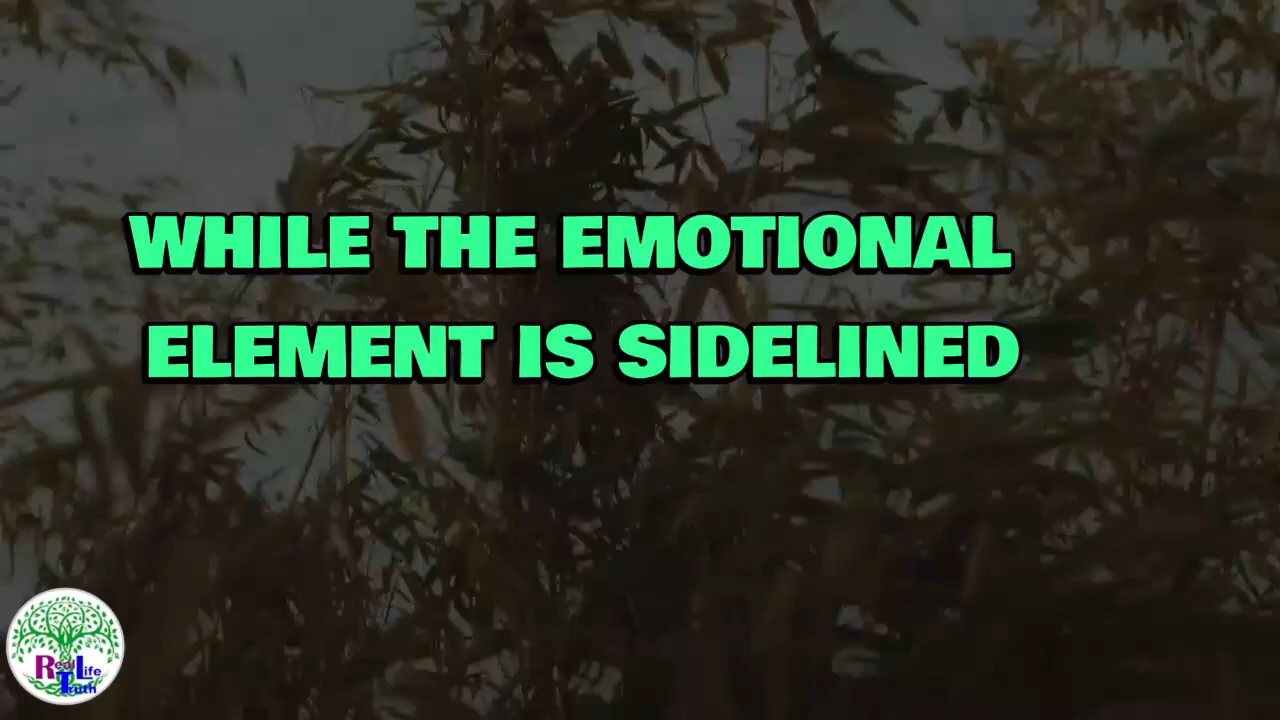 WHILE THE EMOTIONAL
ELEMENT IS SIDELINED
Real Life
Truth